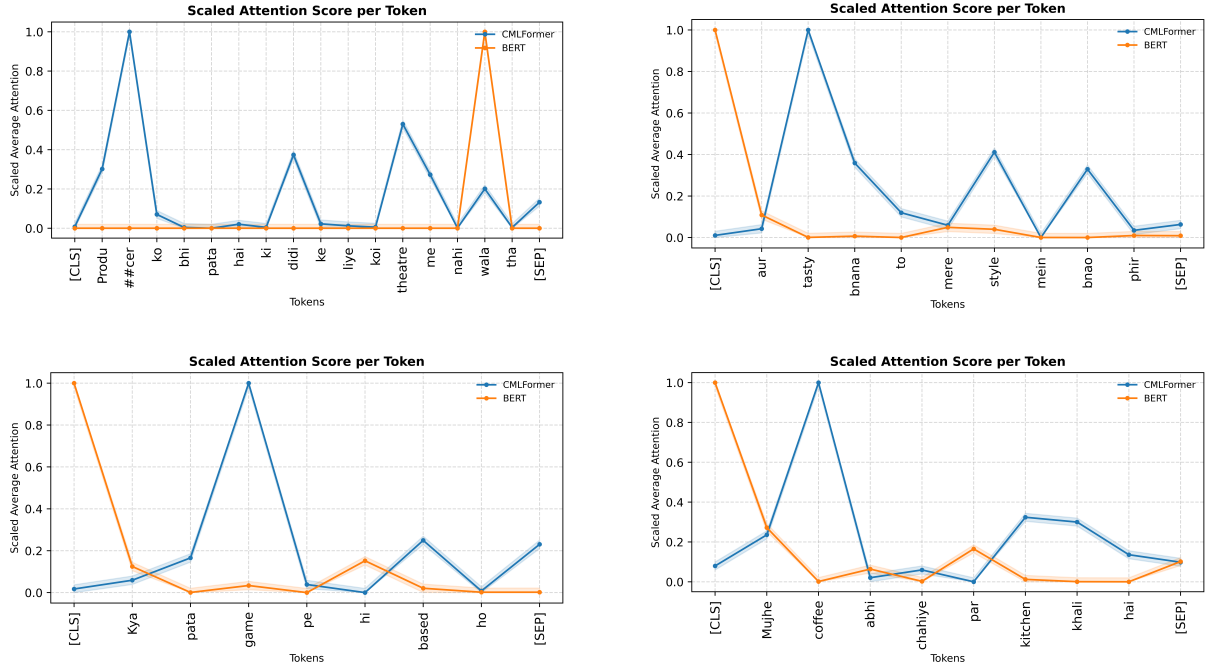 Scaled Attention Score per Token
CMLFormer
BERT
1.0
0.8
0.6
0.4
0.2
0.0
Scaled Average Attention
[CLS]
Produ
##cer
ko
bhi
pata
hai
ki
didi
ke
liye
koi
theatre
me
nahi
wala
tha
[SEP]
Tokens
Scaled Attention Score per Token
CMLFormer
BERT
1.0
0.8
0.6
0.4
0.2
0.0
Scaled Average Attention
[CLS]
aur
tasty
bnana
to
mere
style
mein
bnao
phir
[SEP]
Tokens
Scaled Attention Score per Token
CMLFormer
BERT
1.0
0.8
0.6
0.4
0.2
0.0
Scaled Average Attention
[CLS]
Kya
pata
game
pe
hi
based
ho
[SEP]
Tokens
Scaled Attention Score per Token
CMLFormer
BERT
1.0
0.8
0.6
0.4
0.2
0.0
Scaled Average Attention
[CLS]
Mujhe
coffee
abhi
chahiye
par
kitchen
khali
hai
[SEP]
Tokens